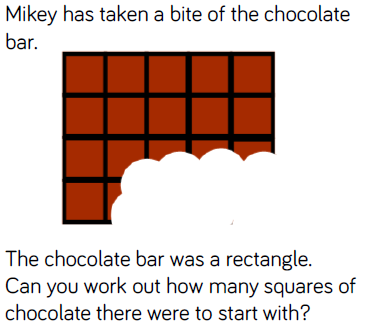 Mikey has taken a bite of the chocolate
bar.
The chocolate bar was a rectangle.
Can you work out how many squares of
chocolate there were to start with?